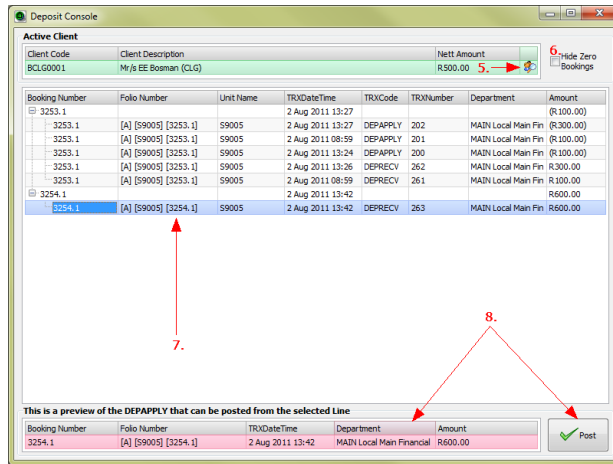 Deposit Console
Active Client
Client Code Client Description Nett Amount
BCLG0001 Mr/s EE Bosman (CLG) R500.00 5.
6. Hide Zero
Bookings
Booking Number Folio Number Unit Name TRXDateTime TRXCode TRXNumber Department Amount
3253.1 2 Aug 2011 13:27 (R100.00)
3253.1 [A] [S9005] [3253.1] S9005 2 Aug 2011 13:27 DEPAPPLY 202 MAIN Local Main Fin (R300.00)
3253.1 [A] [S9005] [3253.1] S9005 2 Aug 2011 08:59 DEPAPPLY 201 MAIN Local Main Fin (R100.00)
3253.1 [A] [S9005] [3253.1] S9005 2 Aug 2011 13:24 DEPAPPLY 200 MAIN Local Main Fin (R100.00)
3253.1 [A] [S9005] [3253.1] S9005 2 Aug 2011 13:26 DEPRECV 262 MAIN Local Main Fin R300.00
3253.1 [A] [S9005] [3253.1] S9005 2 Aug 2011 08:59 DEPRECV 261 MAIN Local Main Fin R100.00
3254.1 2 Aug 2011 13:42 R600.00
3254.1 [A] [S9005] [3254.1] S9005 2 Aug 2011 13:42 DEPRECV 263 MAIN Local Main Fin R600.00
8.
7.
This is a preview of the DEPAPPLY that can be posted from the selected Line
Booking Number Folio Number TRXDateTime Department Amount
3254.1 [A] [S9005] [3254.1] 2 Aug 2011 13:42 MAIN Local Main Financial R600.00
Post